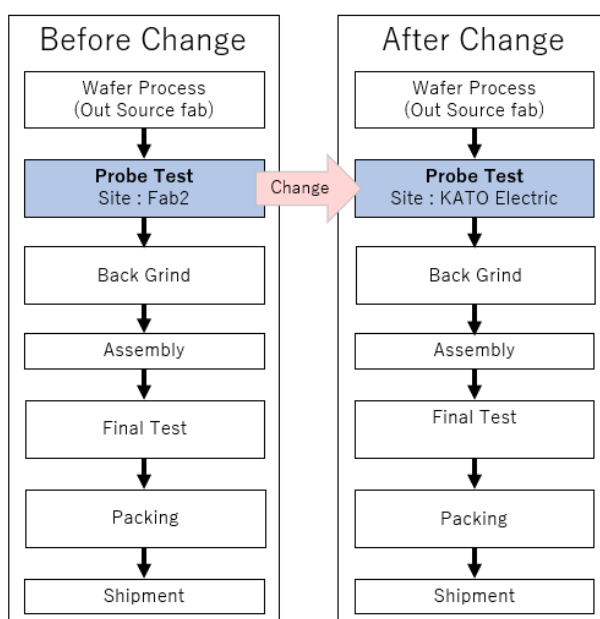 Before Change
Wafer Process
(Out Source fab)
Probe Test
Site : Fab2
Back Grind
Assembly
Final Test
Packing
Shipment
Change
After Change
Wafer Process
(Out Source fab)
Probe Test
Site : KATO Electric
Back Grind
Assembly
Final Test
Packing
Shipment